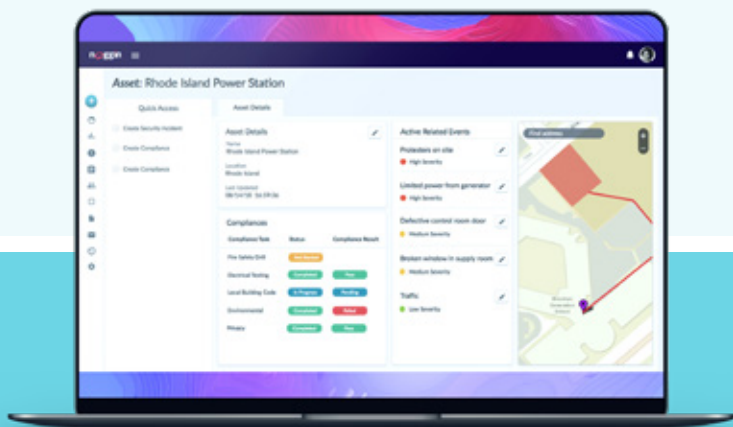 Asset: Rhode Island Power Station
Quick Access
Create Security Incident
Create Compliance
Create Compliance
Asset Details
Asset Details
Name
Rhode Island Power Station
Location
Rhode Island
Last Updated
Compliances
Compliance Task Status Compliance Result
Fire Safety Drill Not Started
Electrical Testing Completed Pass
Local Building Code In Progress Pending
Environmental Completed Failed
Privacy Completed Pass
Active Related Events
Protesters on site
High Severity
Limited power from generator
High Severity
Defective control room door
Medium Severity
Broken window in supply room
Medium Severity
Traffic
Low Severity
Find address